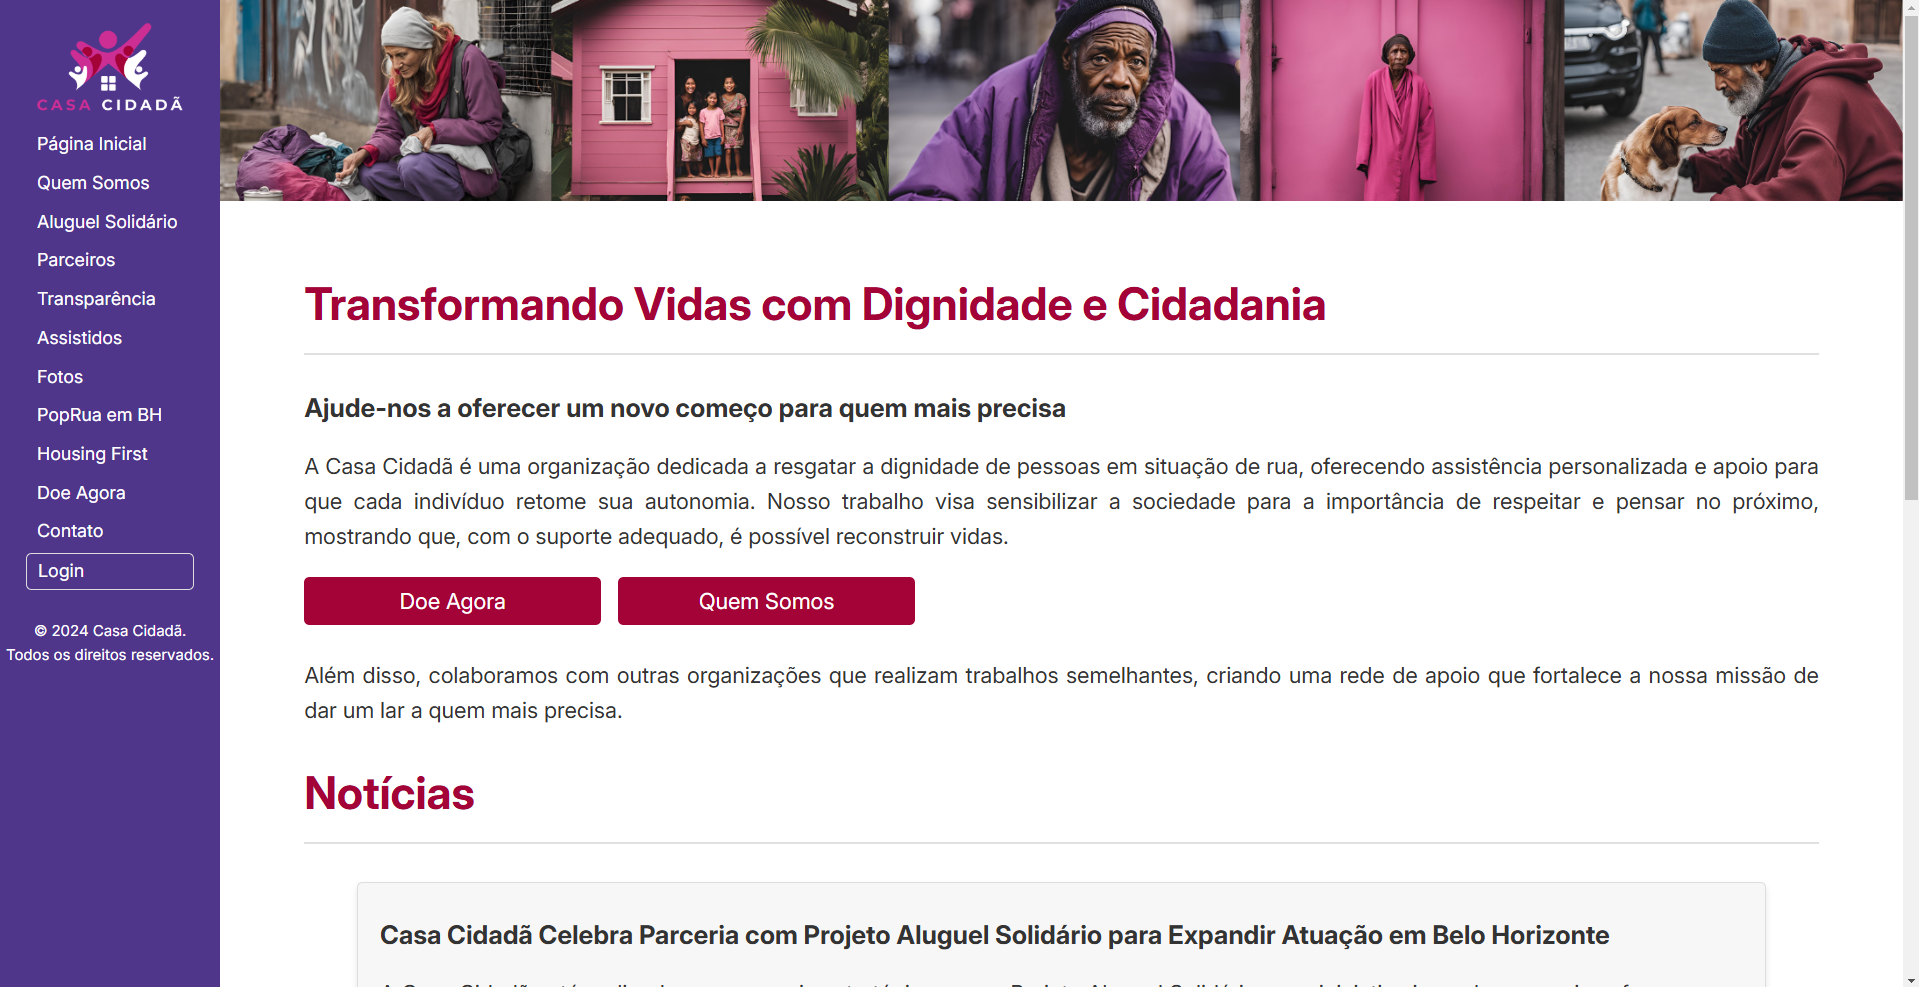 CASA CIDADÃ
Página Inicial
Quem Somos
Aluguel Solidário
Parceiros
Transparência
Assistidos
Fotos
PopRua em BH
Housing First
Doe Agora
Contato
Login
© 2024 Casa Cidadã.
Todos os direitos reservados.
Transformando Vidas com Dignidade e Cidadania
Ajude-nos a oferecer um novo começo para quem mais precisa
A Casa Cidadã é uma organização dedicada a resgatar a dignidade de pessoas em situação de rua, oferecendo assistência personalizada e apoio para
que cada indivíduo retome sua autonomia. Nosso trabalho visa sensibilizar a sociedade para a importância de respeitar e pensar no próximo,
mostrando que, com o suporte adequado, é possível reconstruir vidas.
Doe Agora
Quem Somos
Além disso, colaboramos com outras organizações que realizam trabalhos semelhantes, criando uma rede de apoio que fortalece a nossa missão de
dar um lar a quem mais precisa.
Notícias
Casa Cidadã Celebra Parceria com Projeto Aluguel Solidário para Expandir Atuação em Belo Horizonte